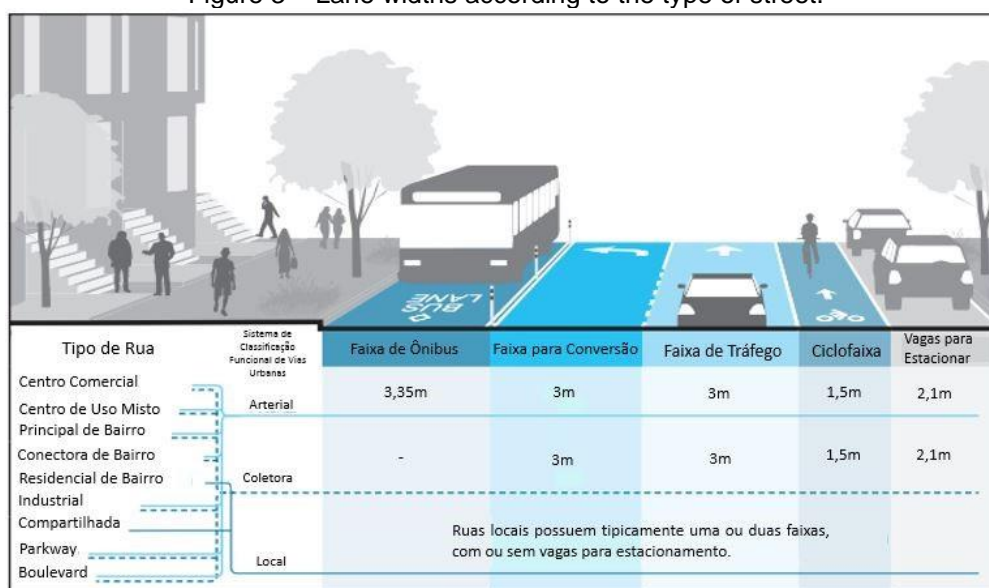 Figure 3 – Lane widths according to the type of street.
BUS
LANE
Tipo de Rua
Sistema de
Classificação
Funcional de Vias
Urbanas
Faixa de Ônibus
Faixa para Conversão
Faixa de Tráfego
Ciclofaixa
Vagas para
Estacionar
Centro Comercial
Centro de Uso Misto
Principal de Bairro
Conectora de Bairro
Residencial de Bairro
Industrial
Compartilhada
Parkway
Boulevard
Arterial
3,35m
3m
3m
1,5m
2,1m
Coletora
-
3m
3m
1,5m
2,1m
Local
Ruas locais possuem tipicamente uma ou duas faixas,
com ou sem vagas para estacionamento.